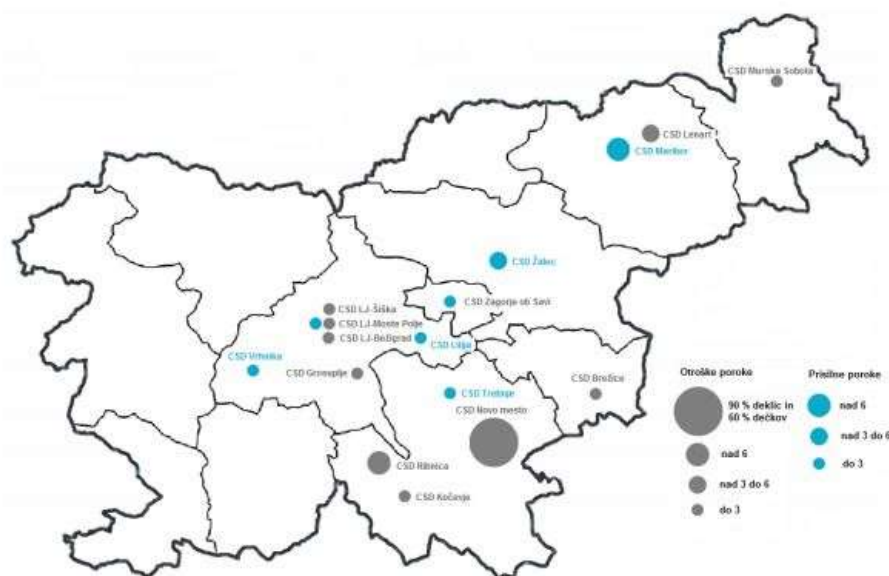 CSD Murska Sobota
CSD Lenart
CSD Maribor
CSD Žalec
CSD Zagorje ob Savi
CSD LJ-Šiška
CSD LJ-Moste Polje
CSD LJ-Bežigrad
CSD Litija
CSD Vrhnika
CSD Grosuplje
CSD Trebnje
CSD Novo mesto
CSD Brežice
CSD Ribnica
CSD Kočevje
Otroške poroke
90 % deklic in
60 % dečkov
nad 6
nad 3 do 6
do 3
Prisilne poroke
nad 6
nad 3 do 6
do 3